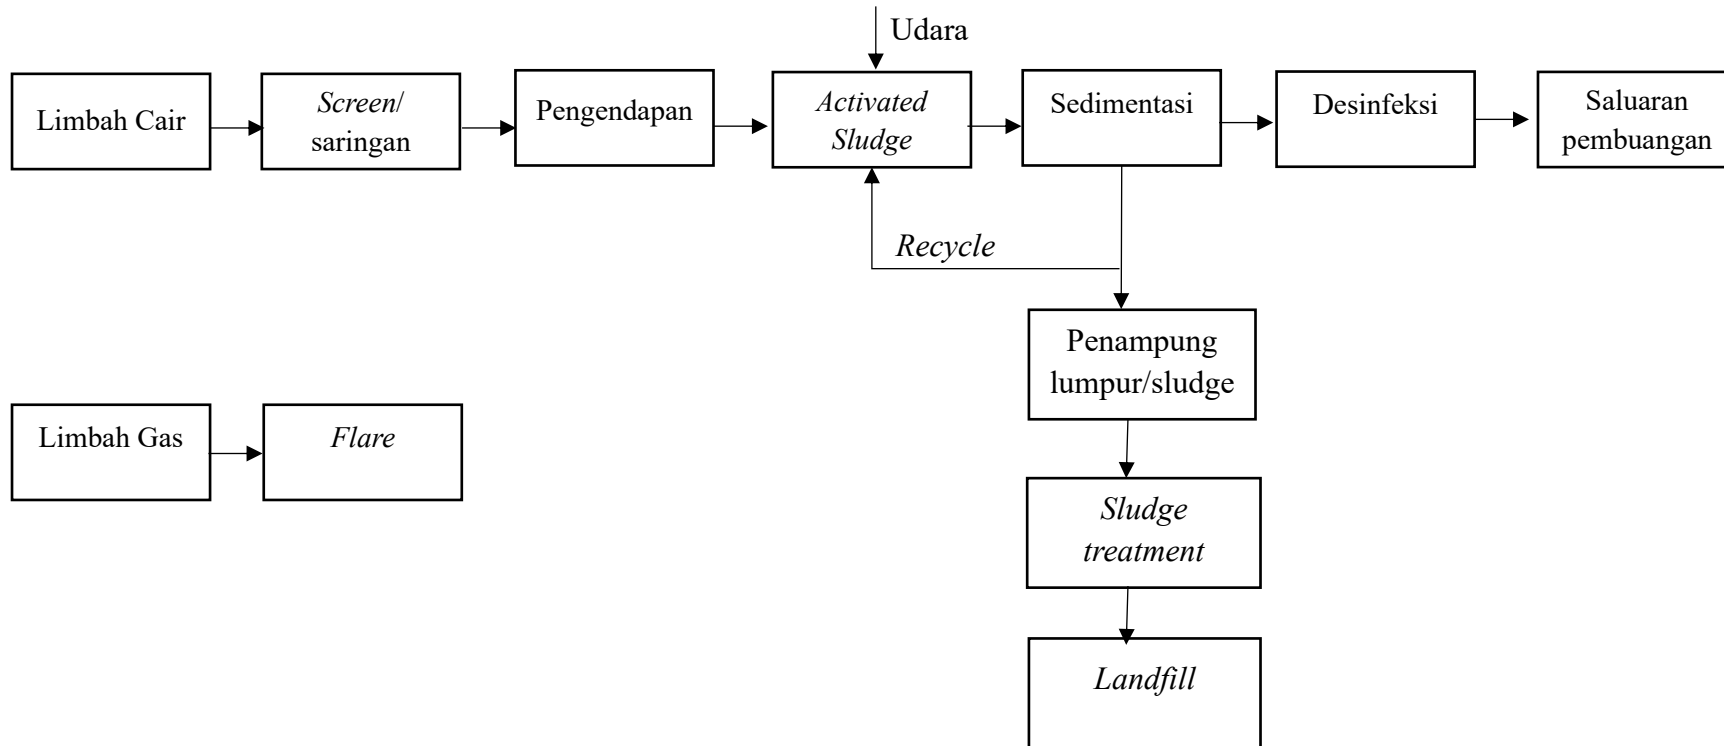 Udara
Limbah Cair
Screen/
saringan
Pengendapan
Activated
Sludge
Sedimentasi
Desinfeksi
Saluaran
pembuangan
Recycle
Penampung
lumpur/sludge
Limbah Gas
Flare
Sludge
treatment
Landfill